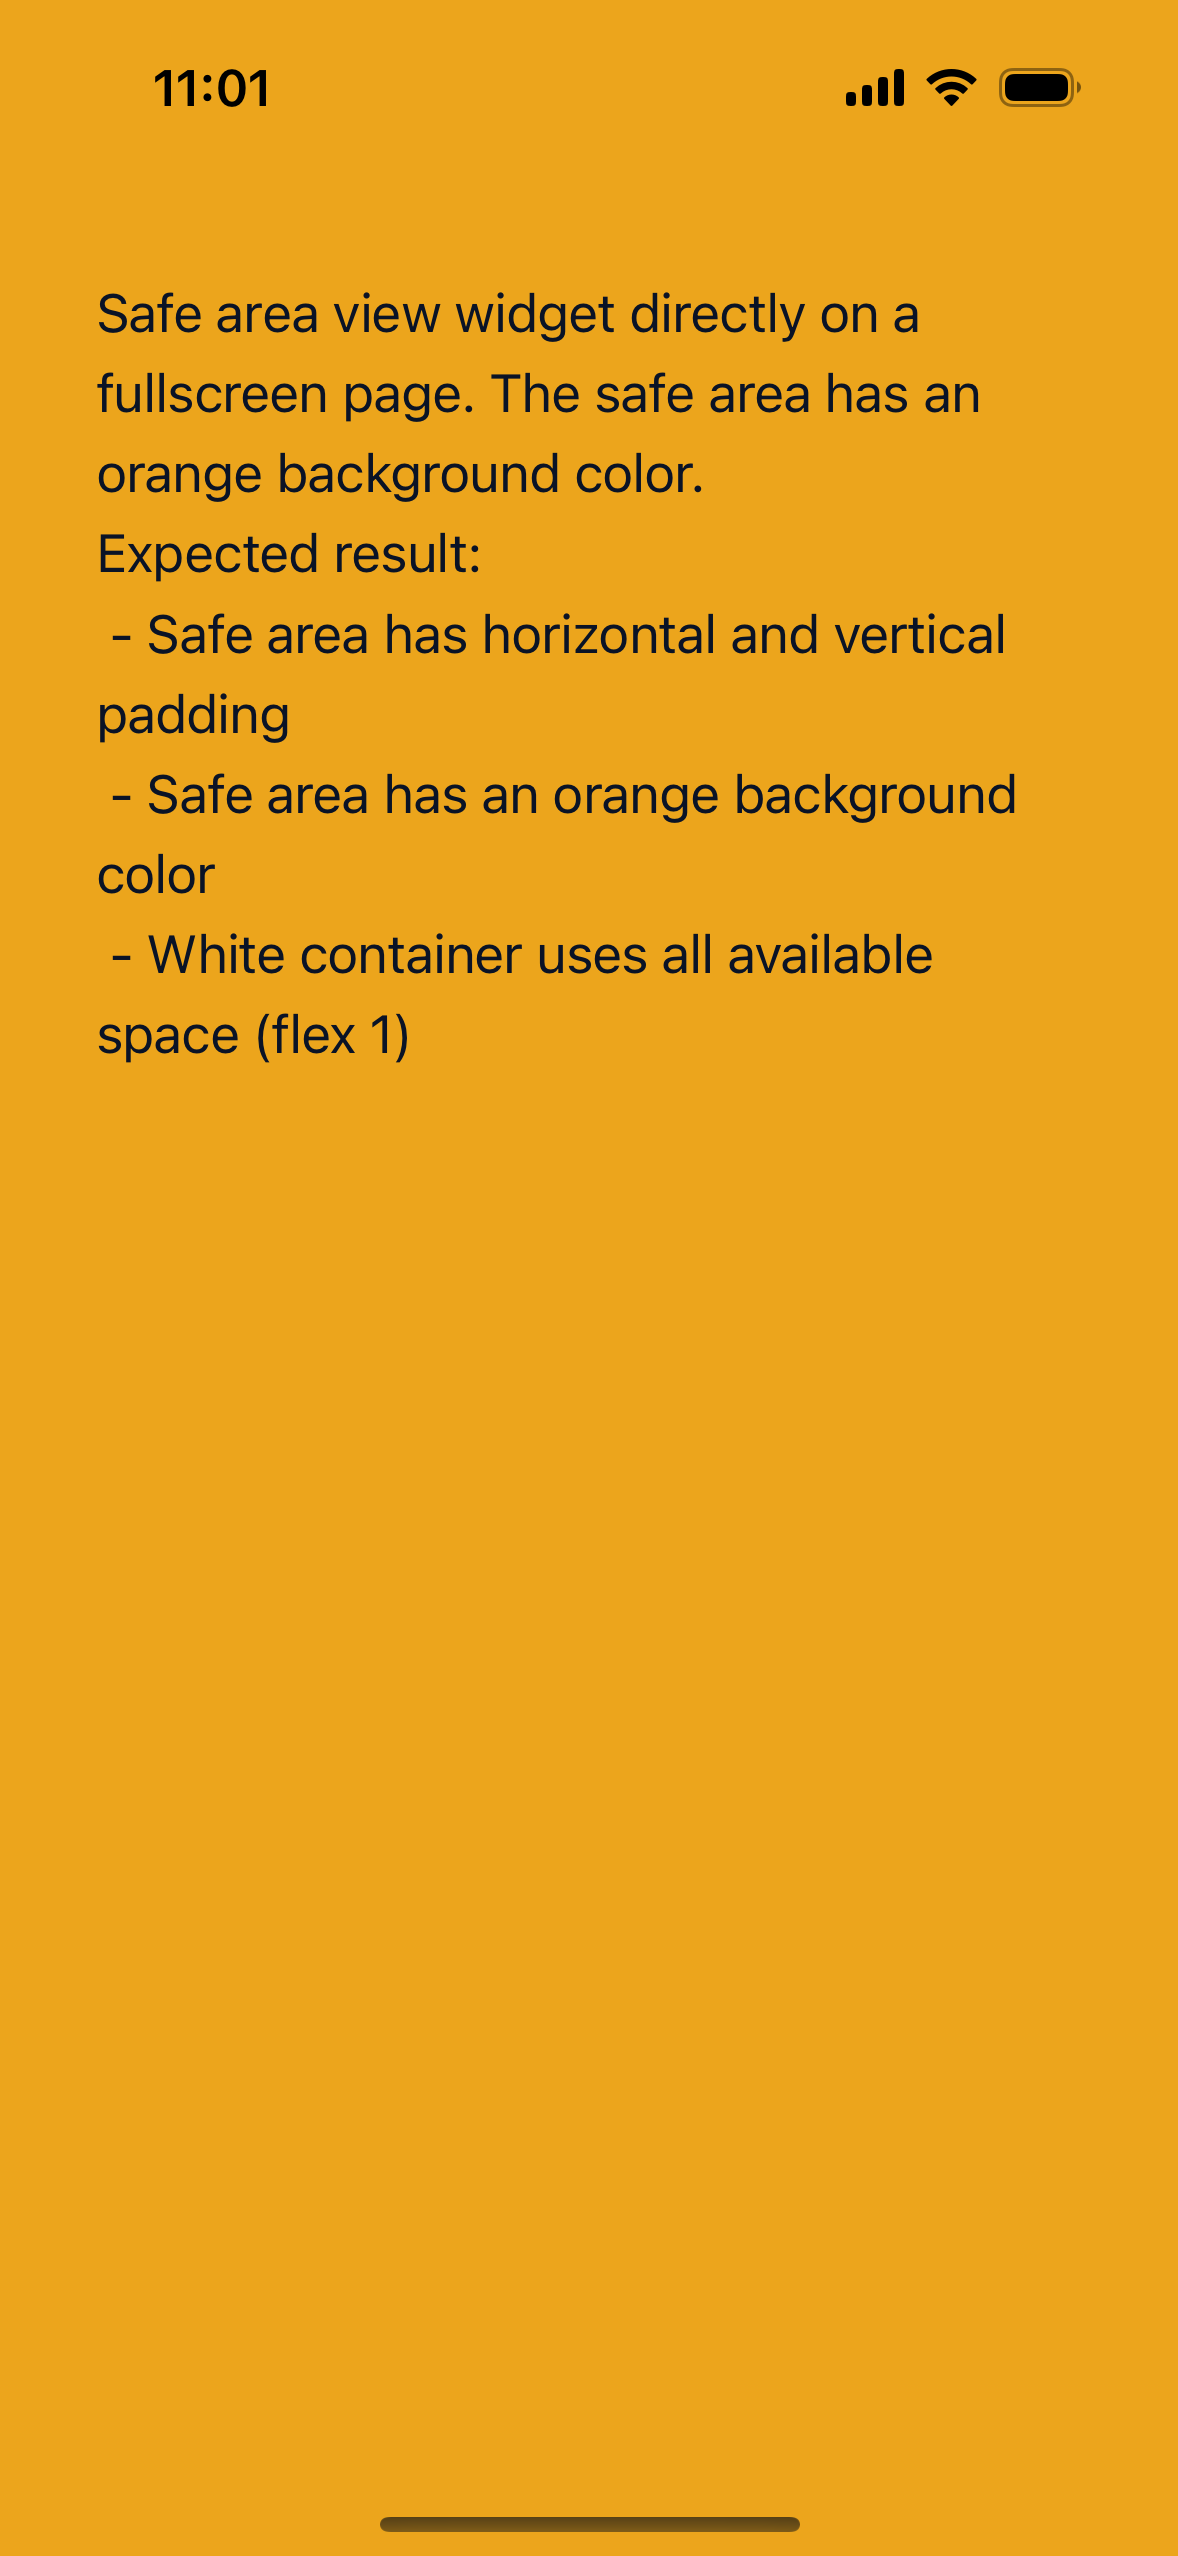 11:01
Safe area view widget directly on a
fullscreen page. The safe area has an
orange background color.
Expected result:
- Safe area has horizontal and vertical
padding
- Safe area has an orange background
color
- White container uses all available
space (flex 1)